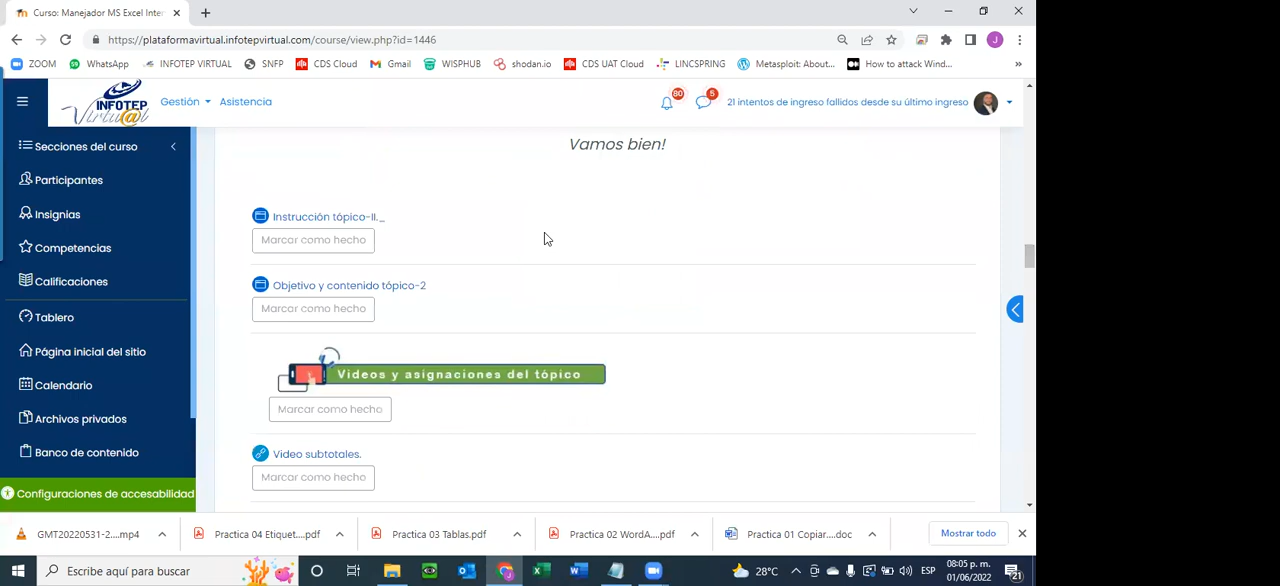 Curso: Manejador MS Excel Inter
https://plataformavirtual.infotepvirtual.com/course/view.php?id=1446
J
ZOOM WhatsApp INFOTEP VIRTUAL SNFP CDS Cloud Gmail WISPHUB shodan.io CDS UAT Cloud LINCSPRING Metasploit: About... How to attack Wind... »
INFOTEP
Virtu@l
Gestión Asistencia
80
5
21 intentos de ingreso fallidos desde su último ingreso
Secciones del curso
Participantes
Insignias
Competencias
Calificaciones
Tablero
Página inicial del sitio
Calendario
Archivos privados
Banco de contenido
Configuraciones de accesabilidad
Vamos bien!
Instrucción tópico-II._
Marcar como hecho
Objetivo y contenido tópico-2
Marcar como hecho
Videos y asignaciones del tópico
Marcar como hecho
Video subtotales.
Marcar como hecho
GMT20220531-2....mp4
Practica 04 Etiquet....pdf
Practica 03 Tablas.pdf
Practica 02 WordA....pdf
Practica 01 Copiar....doc
Mostrar todo
Escribe aquí para buscar
28°C
ESP
08:05 p. m.
01/06/2022
21